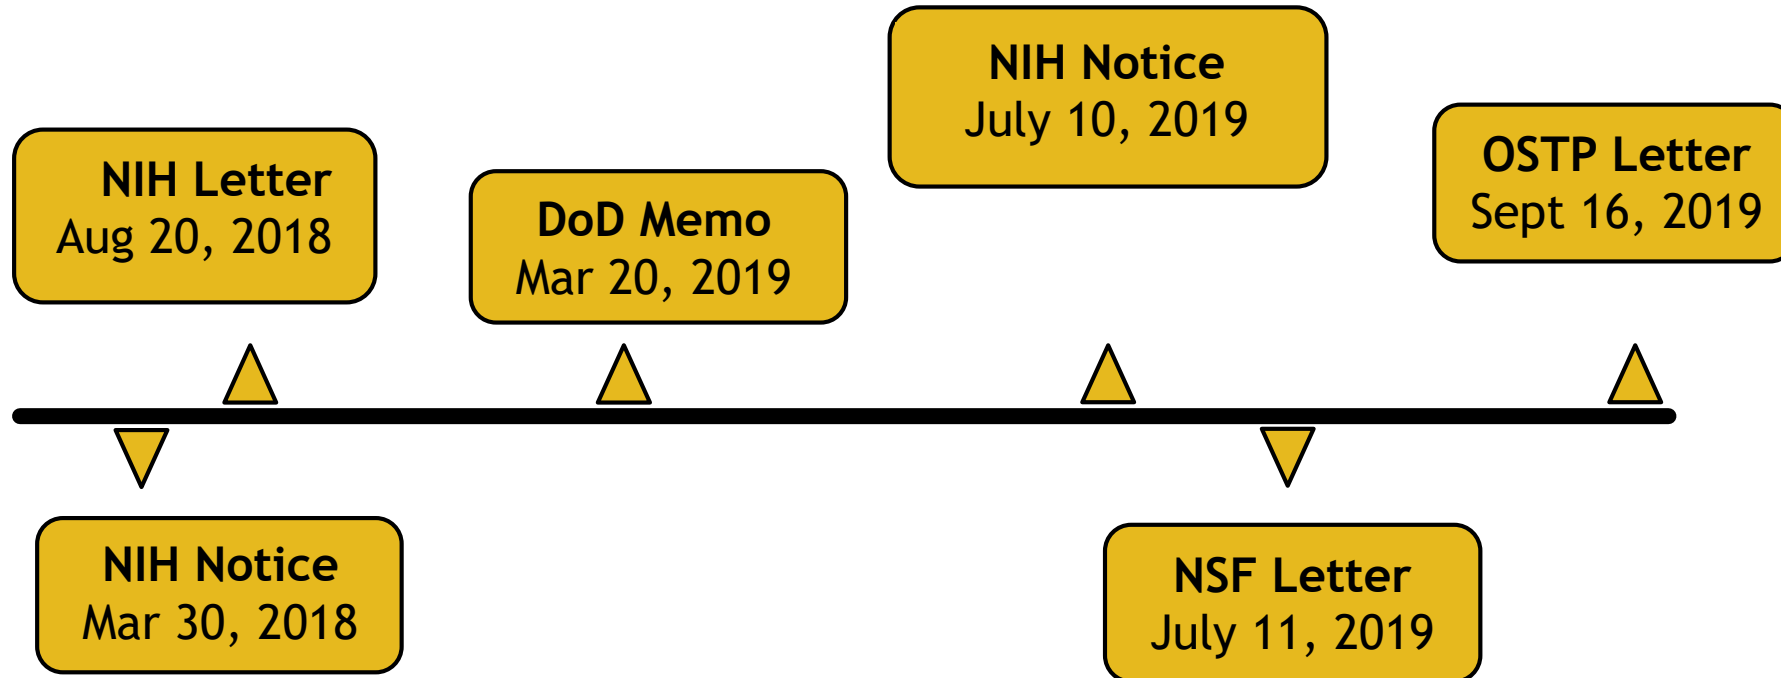 NIH Letter
Aug 20, 2018
DoD Memo
Mar 20, 2019
NIH Notice
July 10, 2019
OSTP Letter
Sept 16, 2019
NIH Notice
Mar 30, 2018
NSF Letter
July 11, 2019